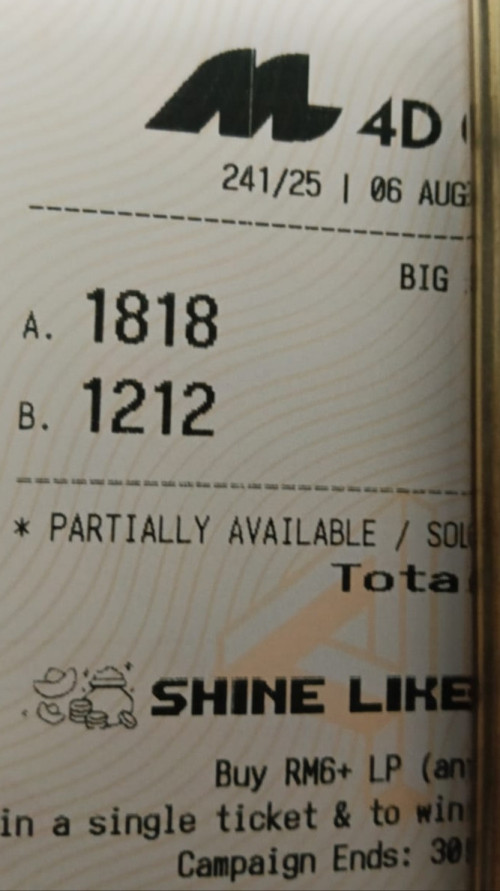 4D
241/25 | 06 AUG
BIG
A. 1818
B. 1212
* PARTIALLY AVAILABLE / SOL
Tota
SHINE LIKE
Buy RM6+ LP (an
in a single ticket & to win
Campaign Ends: 30